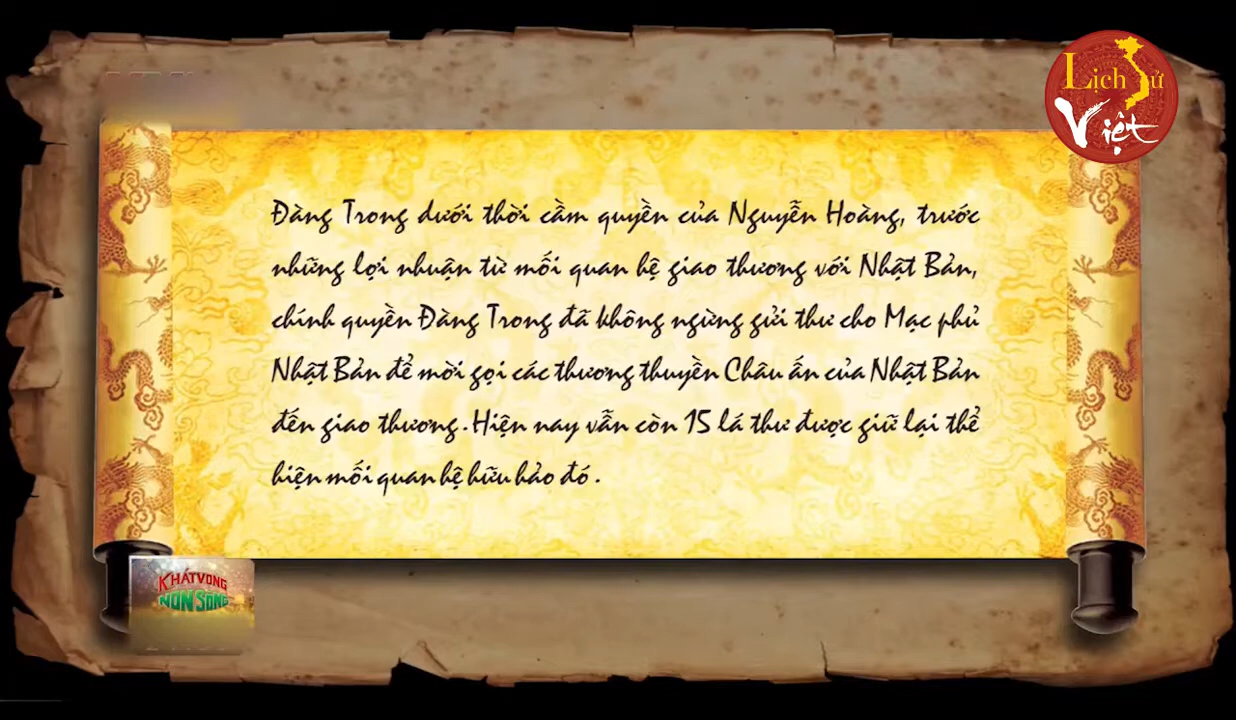 Lịch Sử
Việt
Đàng Trong dưới thời cầm quyền của Nguyễn Hoàng, trước
những lợi nhuận từ mối quan hệ giao thương với Nhật Bản,
chính quyền Đàng Trong đã không ngừng gửi thư cho Mạc phủ
Nhật Bản để mời gọi các thương thuyền Châu ấn của Nhật Bản
đến giao thương. Hiện nay vẫn còn 15 lá thư được giữ lại thể
hiện mối quan hệ hữu hảo đó.
KHÁT VỌNG
NON SÔNG